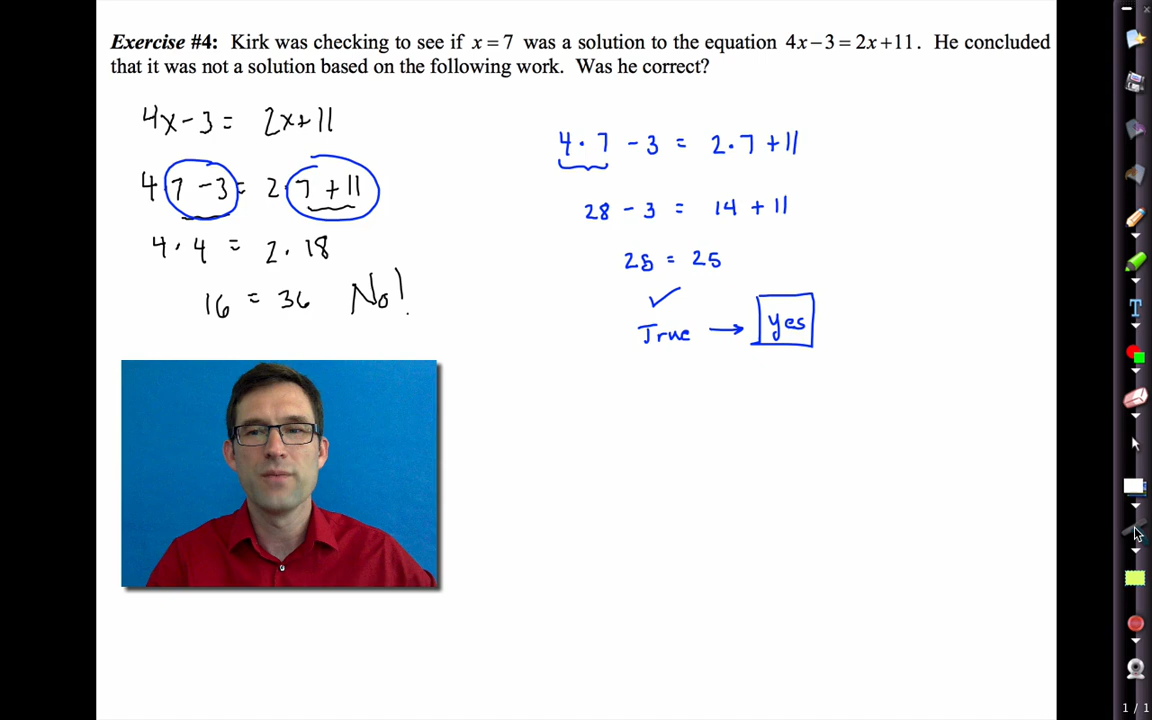 Exercise #4: Kirk was checking to see if x = 7 was a solution to the equation 4x−3 = 2x+11. He concluded
that it was not a solution based on the following work. Was he correct?
4x - 3 = 2x + 11
4 7 - 3 = 2 · 7 + 11
4 · 4 = 2 · 18
16 = 36 No!
4 · 7 - 3 = 2 · 7 + 11
28 - 3 = 14 + 11
25 = 25
✓
True → yes
T
1 / 1